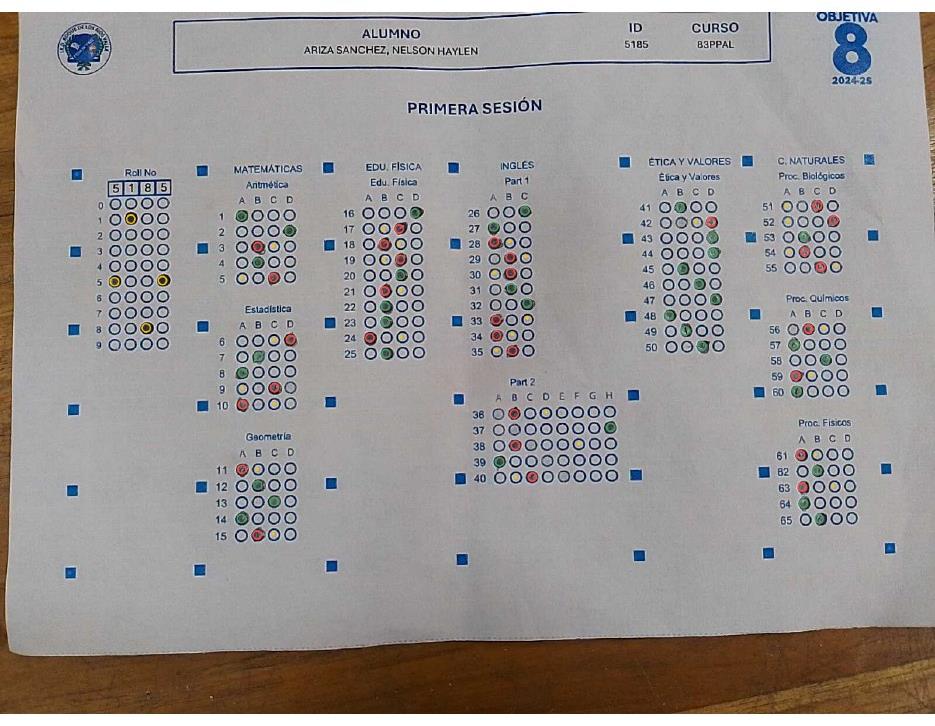 ALUMNO
ARIZA SANCHEZ, NELSON HAYLEN
ID
5185
CURSO
83PPAL
OBJETIVA
8
2024-25
PRIMERA SESIÓN
Roll No
5 1 8 5
0
1
2
3
4
5
6
7
8
9
MATEMÁTICAS
Aritmética
A B C D
1
2
3
4
5
Estadística
A B C D
6
7
8
9
10
Geometría
A B C D
11
12
13
14
15
EDU. FÍSICA
Edu. Física
A B C D
16
17
18
19
20
21
22
23
24
25
INGLÉS
Part 1
A B C
26
27
28
29
30
31
32
33
34
35
Part 2
A B C D E F G H
36
37
38
39
40
ÉTICA Y VALORES
Ética y Valores
A B C D
41
42
43
44
45
46
47
48
49
50
C. NATURALES
Proc. Biológicos
A B C D
51
52
53
54
55
Proc. Químicos
A B C D
56
57
58
59
60
Proc. Físicos
A B C D
61
62
63
64
65